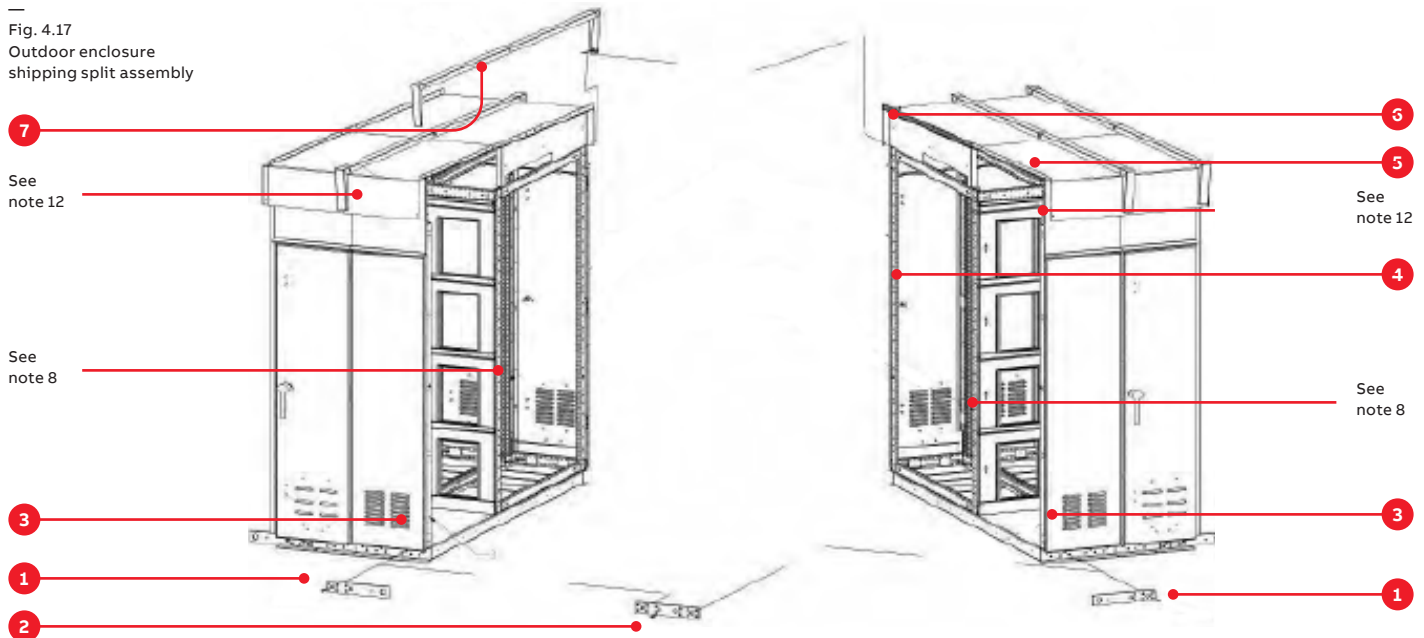 —
Fig. 4.17
Outdoor enclosure
shipping split assembly
7
See
note 12
See
note 8
3
1
2
6
5
See
note 12
4
See
note 8
3
1